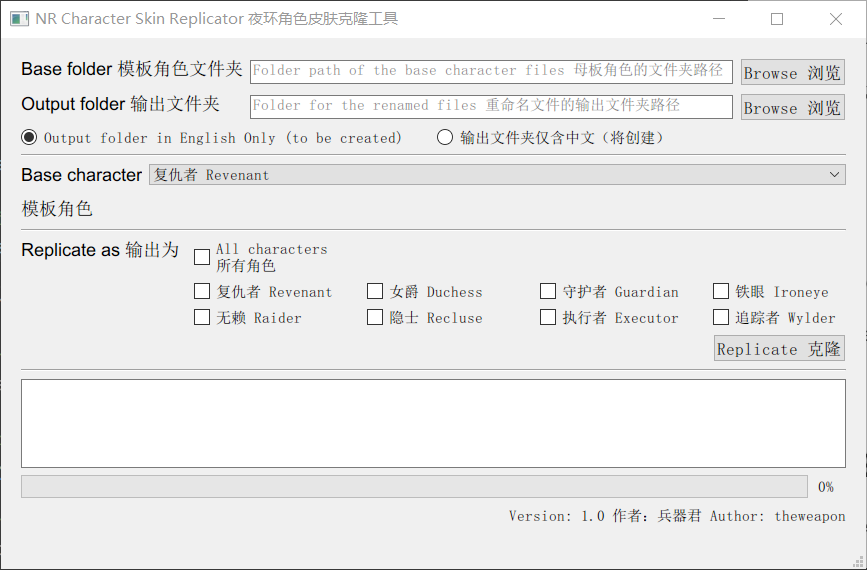 NR Character Skin Replicator 夜环角色皮肤克隆工具
Base folder 模板角色文件夹 Folder path of the base character files 母板角色的文件夹路径 Browse 浏览
Output folder 输出文件夹 Folder for the renamed files 重命名文件的输出文件夹路径 Browse 浏览
Output folder in English Only (to be created) 输出文件夹仅含中文（将创建）
Base character 复仇者 Revenant
模板角色
Replicate as 输出为 All characters
所有角色
复仇者 Revenant 女爵 Duchess 守护者 Guardian 铁眼 Ironeye
无赖 Raider 隐士 Recluse 执行者 Executor 追踪者 Wylder
Replicate 克隆
0%
Version: 1.0 作者：兵器君 Author: theweapon